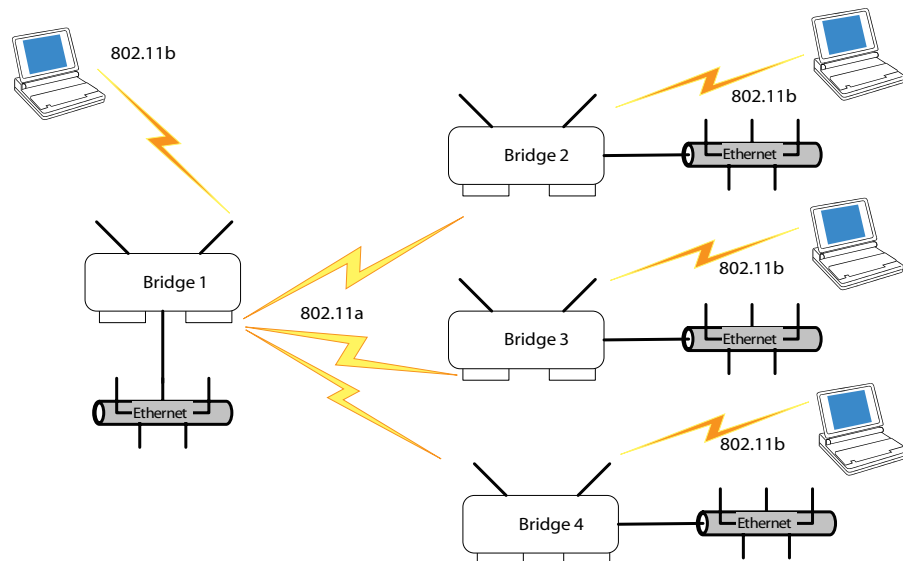 802.11b
802.11b
Bridge 2
Ethernet
802.11b
Bridge 1
802.11a
Bridge 3
Ethernet
Ethernet
802.11b
Bridge 4
Ethernet